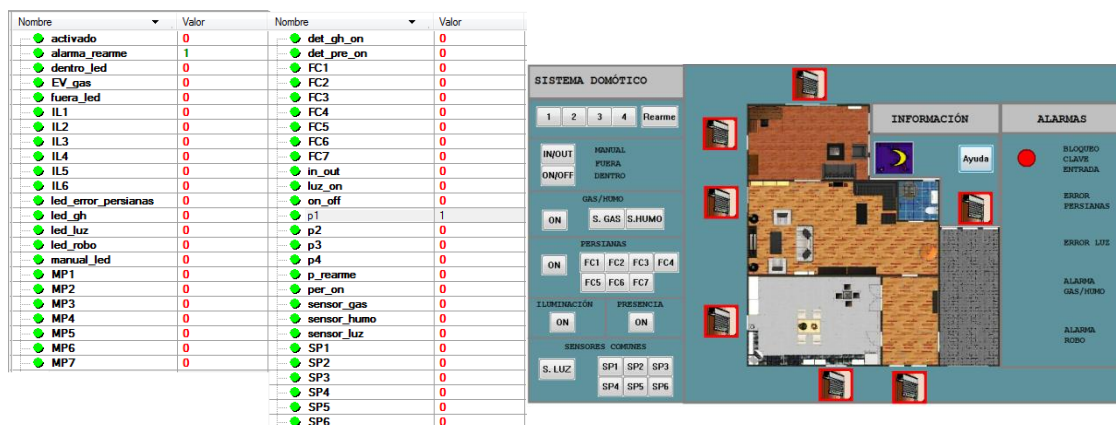 Nombre Valor
activado 0
alarma_rearme 1
dentro_led 0
EV_gas 0
fuera_led 0
IL1 0
IL2 0
IL3 0
IL4 0
IL5 0
IL6 0
led_error_persianas 0
led_gh 0
led_luz 0
led_robo 0
manual_led 0
MP1 0
MP2 0
MP3 0
MP4 0
MP5 0
MP6 0
MP7 0
Nombre Valor
det_gh_on 0
det_pre_on 0
FC1 0
FC2 0
FC3 0
FC4 0
FC5 0
FC6 0
FC7 0
in_out 0
luz_on 0
on_off 0
p1 1
p2 0
p3 0
p4 0
p_rearme 0
per_on 0
sensor_gas 0
sensor_humo 0
sensor_luz 0
SP1 0
SP2 0
SP3 0
SP4 0
SP5 0
SP6 0
SISTEMA DOMÓTICO
1 2 3 4 Rearme
IN/OUT MANUAL
FUERA
ON/OFF DENTRO
GAS/HUMO
ON S. GAS S.HUMO
PERSIANAS
ON FC1 FC2 FC3 FC4
FC5 FC6 FC7
ILUMINACIÓN PRESENCIA
ON ON
SENSORES COMUNES
S. LUZ SP1 SP2 SP3
SP4 SP5 SP6
INFORMACIÓN
Ayuda
ALARMAS
BLOQUEO
CLAVE
ENTRADA
ERROR
PERSIANAS
ERROR LUZ
ALARMA
GAS/HUMO
ALARMA
ROBO